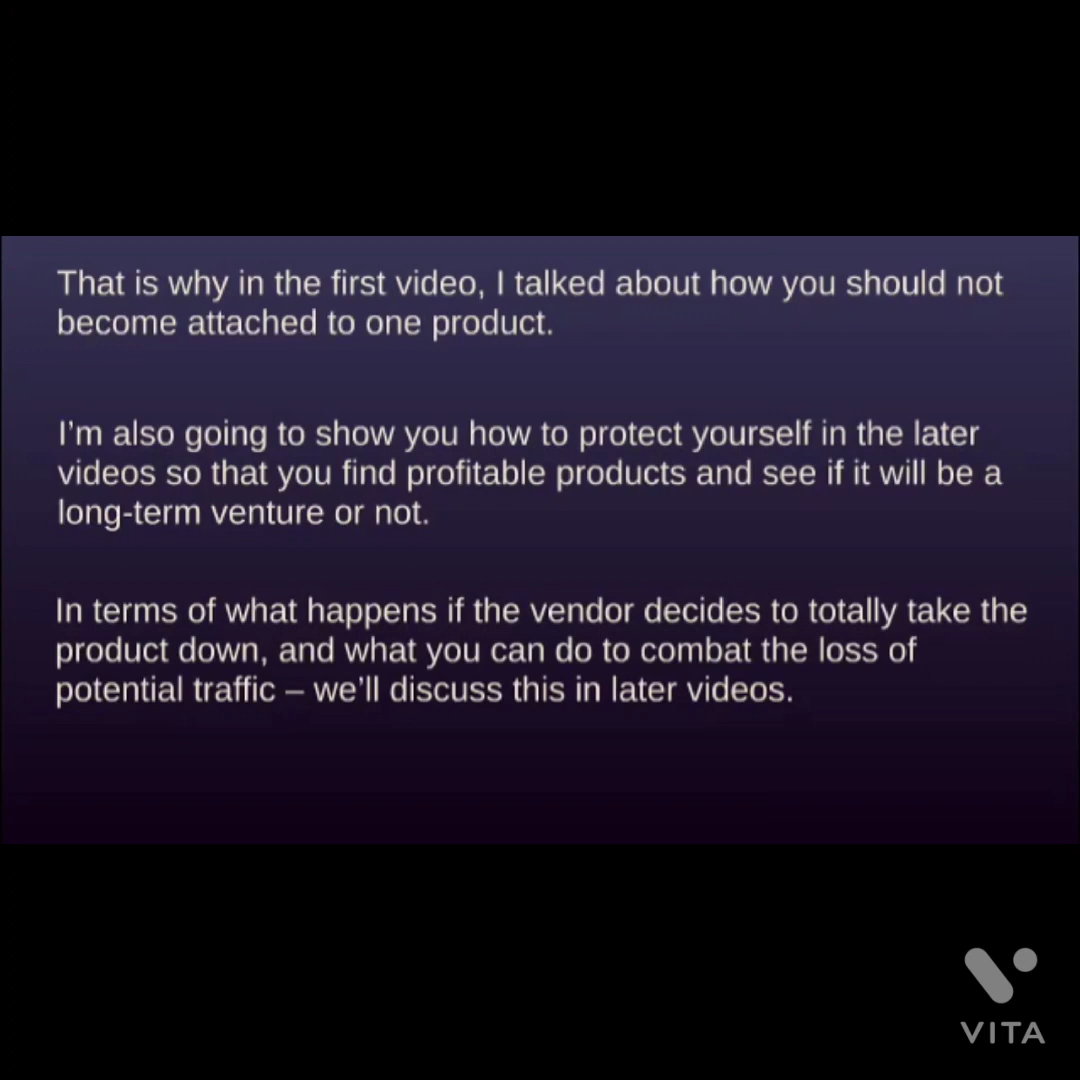 That is why in the first video, I talked about how you should not
become attached to one product.
I’m also going to show you how to protect yourself in the later
videos so that you find profitable products and see if it will be a
long-term venture or not.
In terms of what happens if the vendor decides to totally take the
product down, and what you can do to combat the loss of
potential traffic – we’ll discuss this in later videos.
VITA